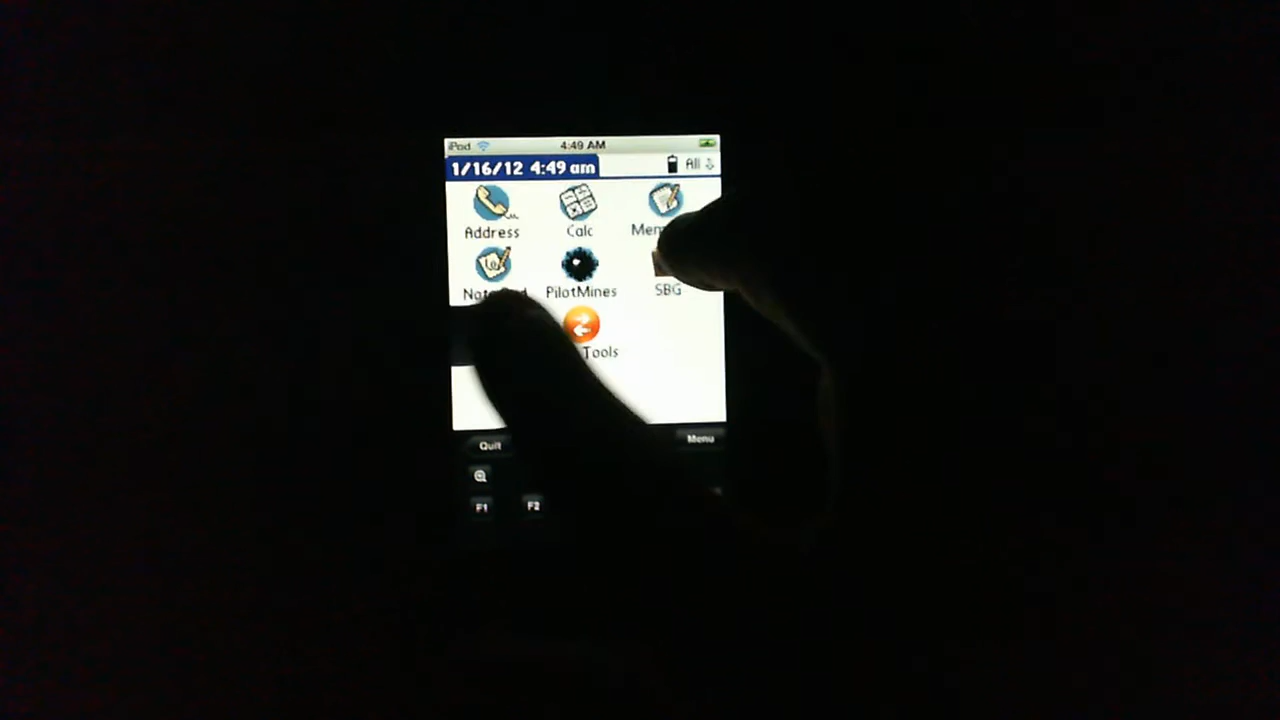 iPod 4:49 AM
1/16/12 4:49 am All
Address Calc
PilotMines SBG
Tools
Quit Menu
F1 F2